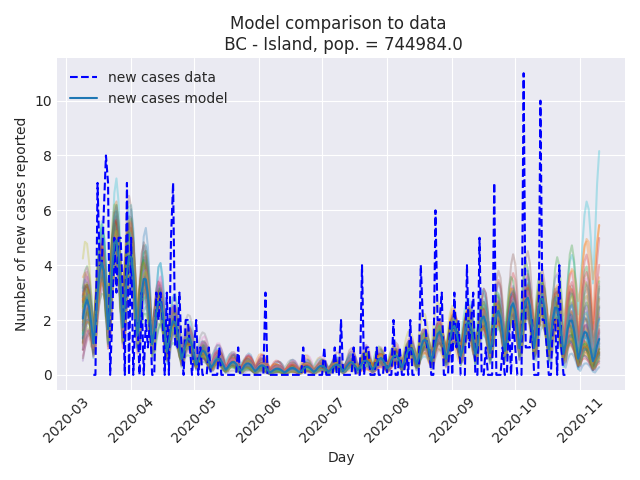 Model comparison to data
BC - Island, pop. = 744984.0
new cases data
new cases model
Number of new cases reported
10
8
6
4
2
0
2020-03
2020-04
2020-05
2020-06
2020-07
2020-08
2020-09
2020-10
2020-11
Day